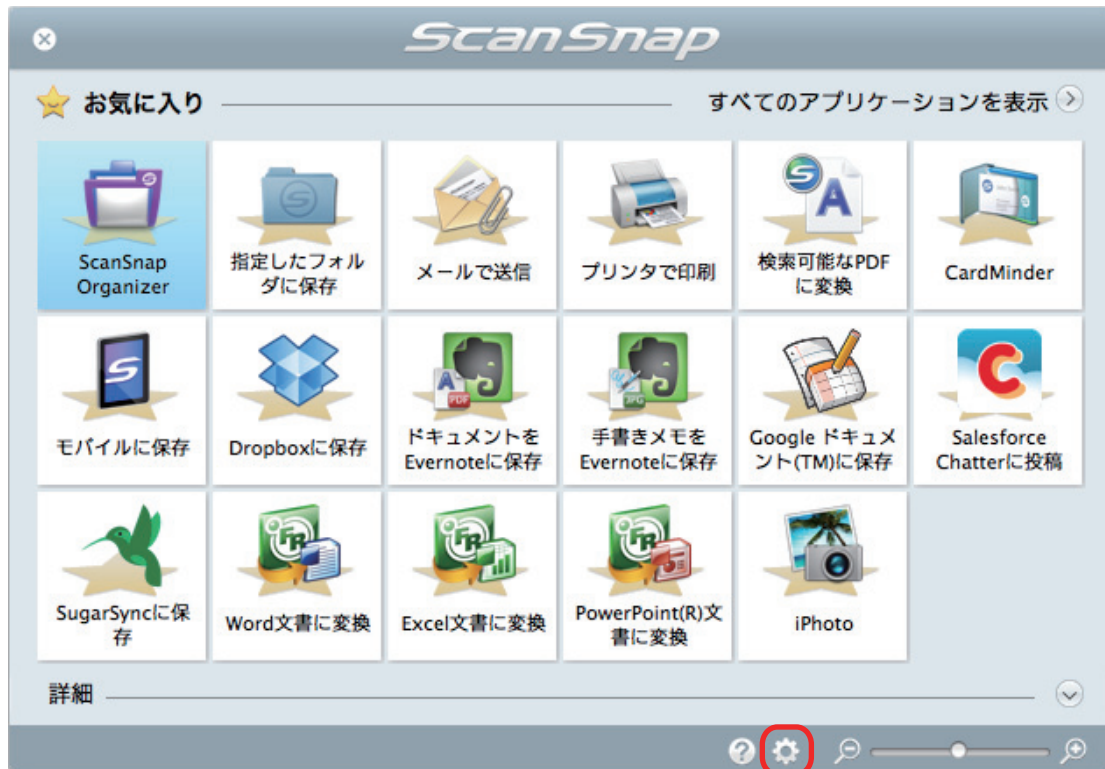 ScanSnap
お気に入り
すべてのアプリケーションを表示
ScanSnap
Organizer
指定したフォル
ダに保存
メールで送信
プリンタで印刷
検索可能なPDF
に変換
CardMinder
モバイルに保存
Dropboxに保存
ドキュメントを
Evernoteに保存
手書きメモを
Evernoteに保存
Google ドキュメ
ント(TM)に保存
Salesforce
Chatterに投稿
SugarSyncに保
存
Word文書に変換
Excel文書に変換
PowerPoint(R)文
書に変換
iPhoto
詳細